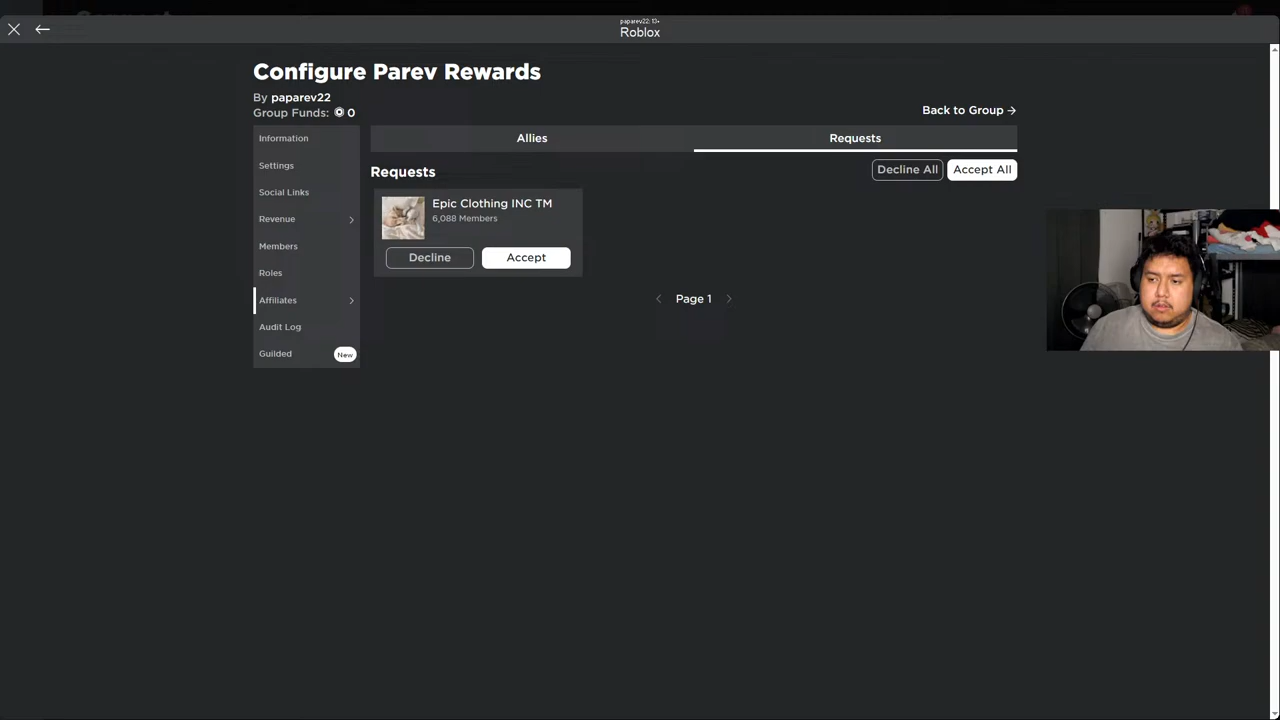 paparev22: 13+
Roblox
Configure Parev Rewards
By paparev22
Group Funds: 0
Back to Group →
Information
Settings
Social Links
Revenue
Members
Roles
Affiliates
Audit Log
Guilded New
Allies
Requests
Requests
Decline All
Accept All
Epic Clothing INC TM
6,088 Members
Decline
Accept
Page 1